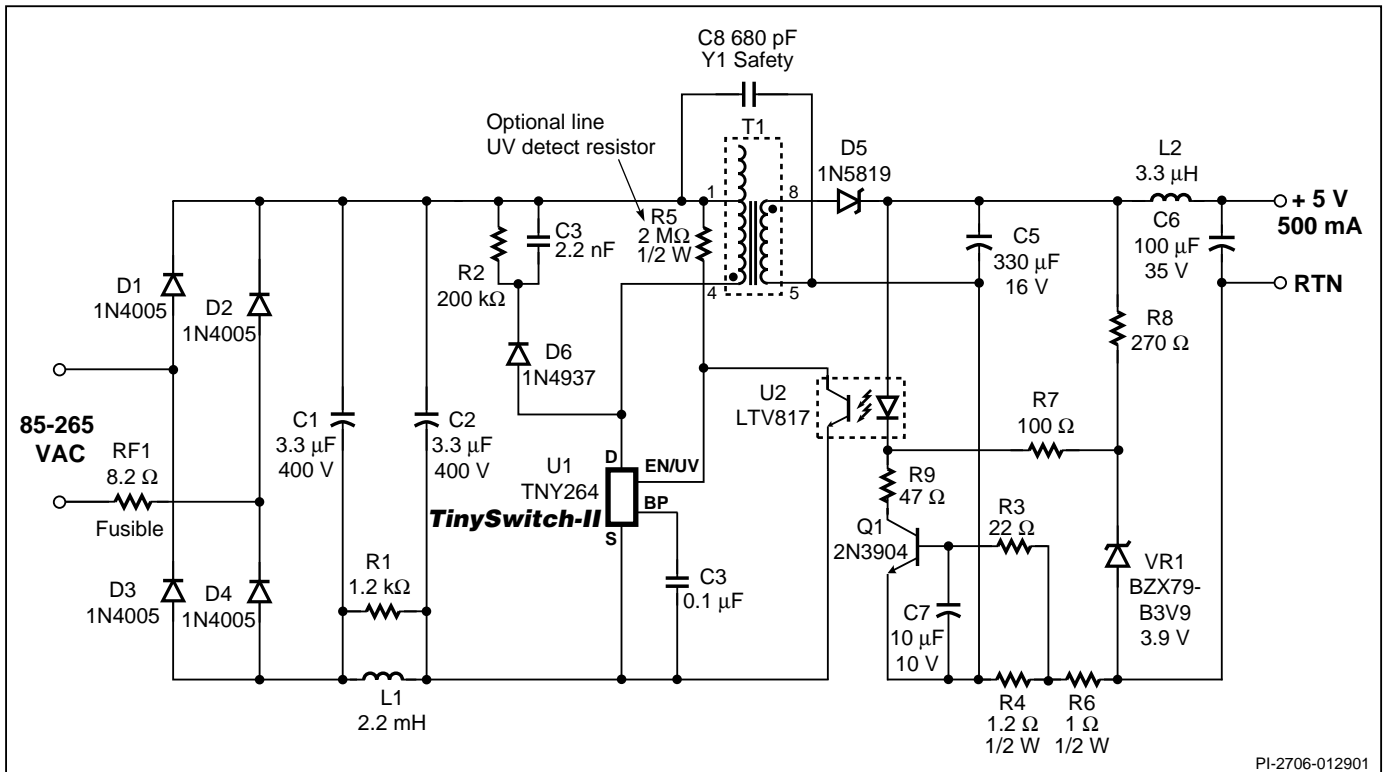 C8 680 pF
Y1 Safety
T1
Optional line
UV detect resistor
D5
1N5819
L2
3.3 µH
1
8
+ 5 V
500 mA
R5
2 MΩ
1/2 W
C3
2.2 nF
R2
200 kΩ
C5
330 µF
16 V
C6
100 µF
35 V
4
5
RTN
D1
1N4005
D2
1N4005
R8
270 Ω
D6
1N4937
U2
LTV817
R7
100 Ω
85-265
VAC
C1
3.3 µF
400 V
C2
3.3 µF
400 V
RF1
8.2 Ω
Fusible
U1
TNY264
TinySwitch-II
D
EN/UV
BP
S
R9
47 Ω
Q1
2N3904
R3
22 Ω
VR1
BZX79-
B3V9
3.9 V
D3
1N4005
D4
1N4005
R1
1.2 kΩ
C3
0.1 µF
C7
10 µF
10 V
L1
2.2 mH
R4
1.2 Ω
1/2 W
R6
1 Ω
1/2 W
PI-2706-012901